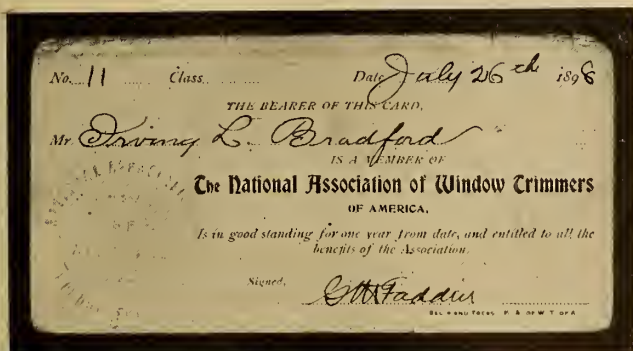 No. 11 Class Date July 26th 1898
THE BEARER OF THIS CARD,
Mr. Irving L. Bradford
IS A MEMBER OF
The National Association of Window Trimmers
OF AMERICA,
Is in good standing for one year from date, and entitled to all the
benefits of the Association.
Signed,